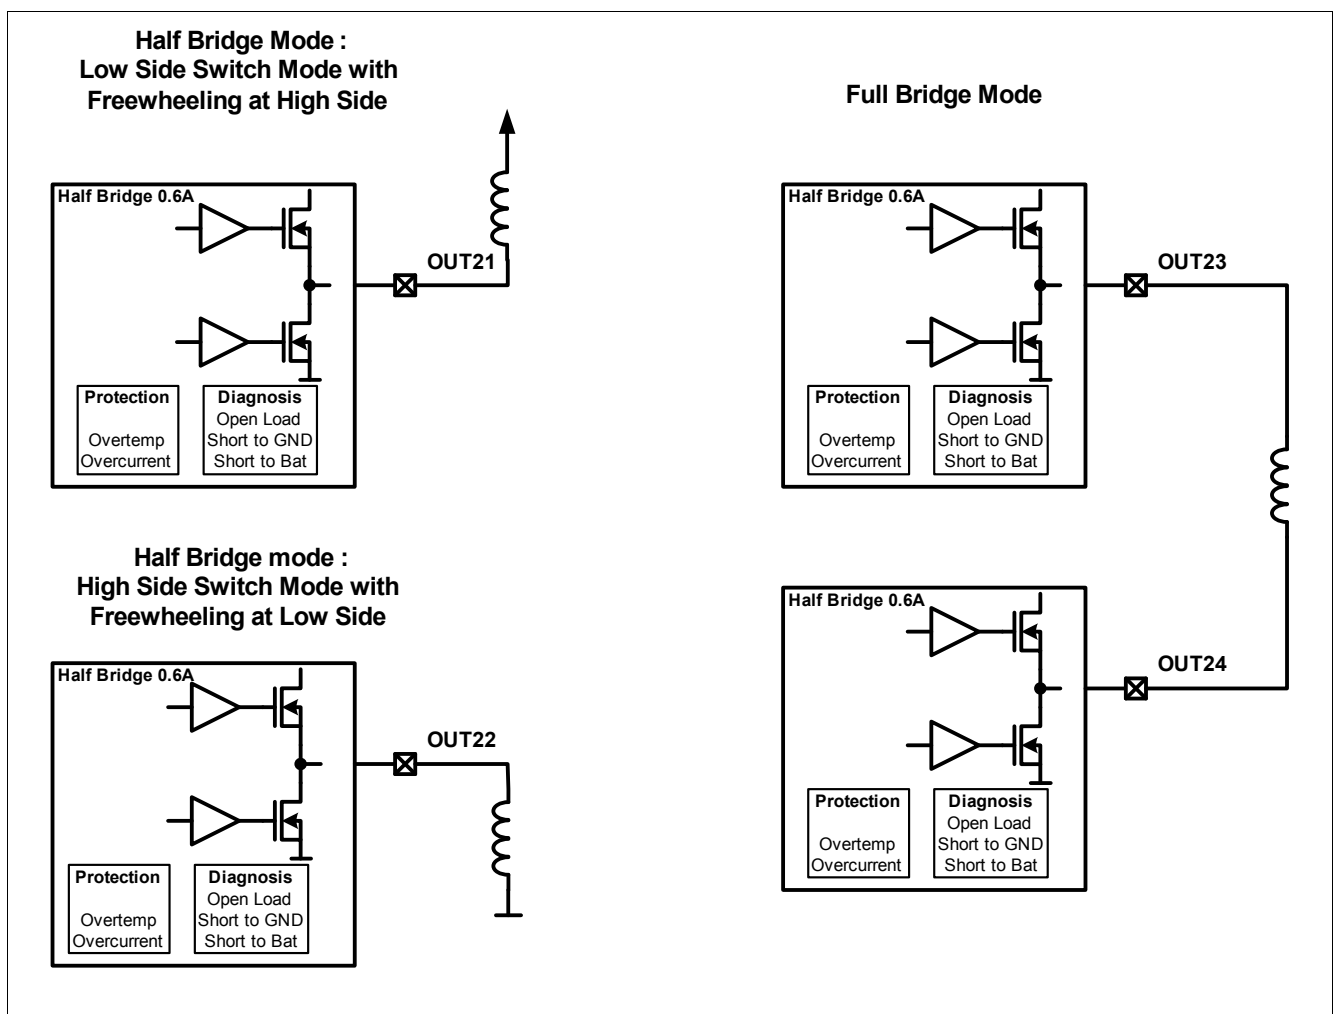 Half Bridge Mode :
Low Side Switch Mode with
Freewheeling at High Side
Half Bridge 0.6A
OUT21
Protection
Overtemp
Overcurrent
Diagnosis
Open Load
Short to GND
Short to Bat
Half Bridge mode :
High Side Switch Mode with
Freewheeling at Low Side
Half Bridge 0.6A
OUT22
Protection
Overtemp
Overcurrent
Diagnosis
Open Load
Short to GND
Short to Bat
Full Bridge Mode
Half Bridge 0.6A
OUT23
Protection
Overtemp
Overcurrent
Diagnosis
Open Load
Short to GND
Short to Bat
Half Bridge 0.6A
OUT24
Protection
Overtemp
Overcurrent
Diagnosis
Open Load
Short to GND
Short to Bat